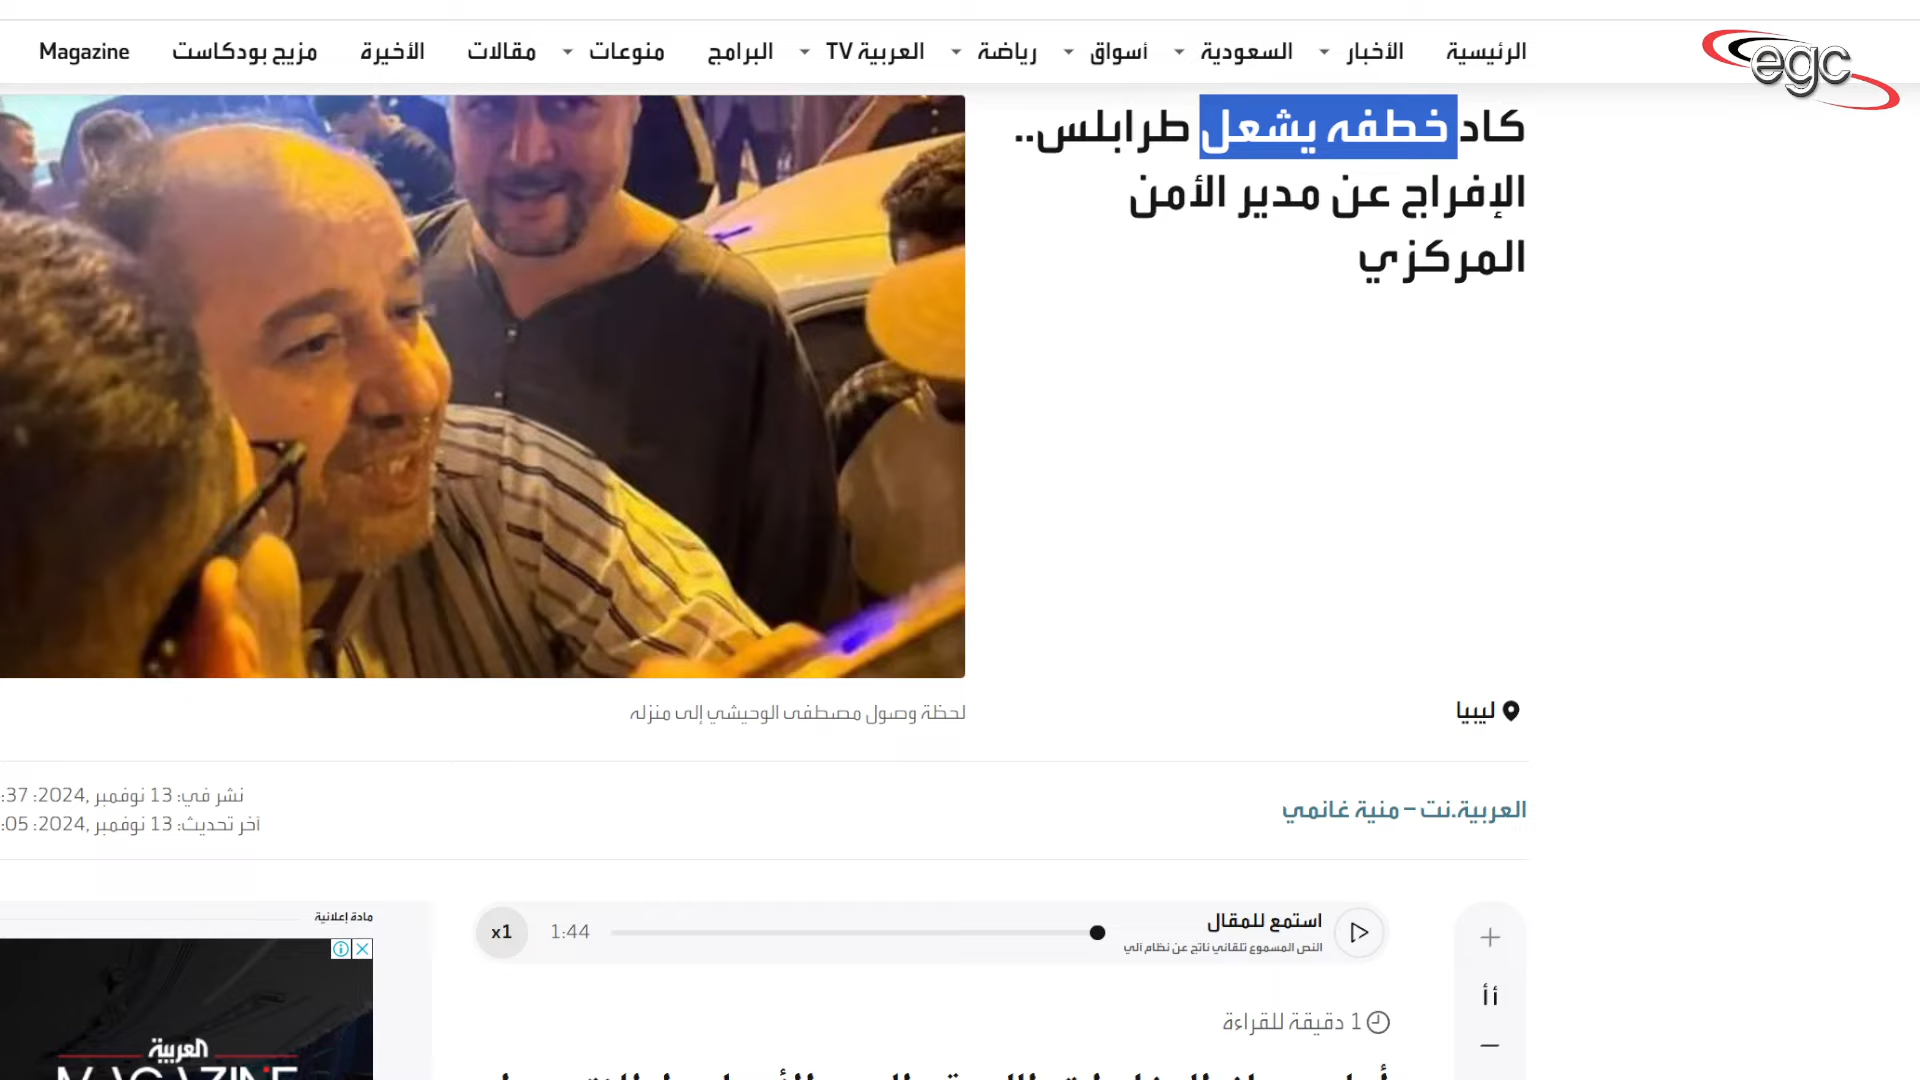 الرئيسية الأخبار السعودية أسواق رياضة العربية TV البرامج منوعات مقالات الأخيرة مزيج بودكاست Magazine
egc
كاد خطفه يشعل طرابلس..
الإفراج عن مدير الأمن
المركزي
لحظة وصول مصطفى الوحيشي إلى منزله
ليبيا
العربية.نت – منية غانمي
نشر في: 13 نوفمبر ,2024: 37:
آخر تحديث: 13 نوفمبر ,2024: 05:
مادة إعلانية
استمع للمقال
النص المسموع تلقائي ناتج عن نظام آلي
1:44
x1
1 دقيقة للقراءة
أأ
العربية
MAGAZINE